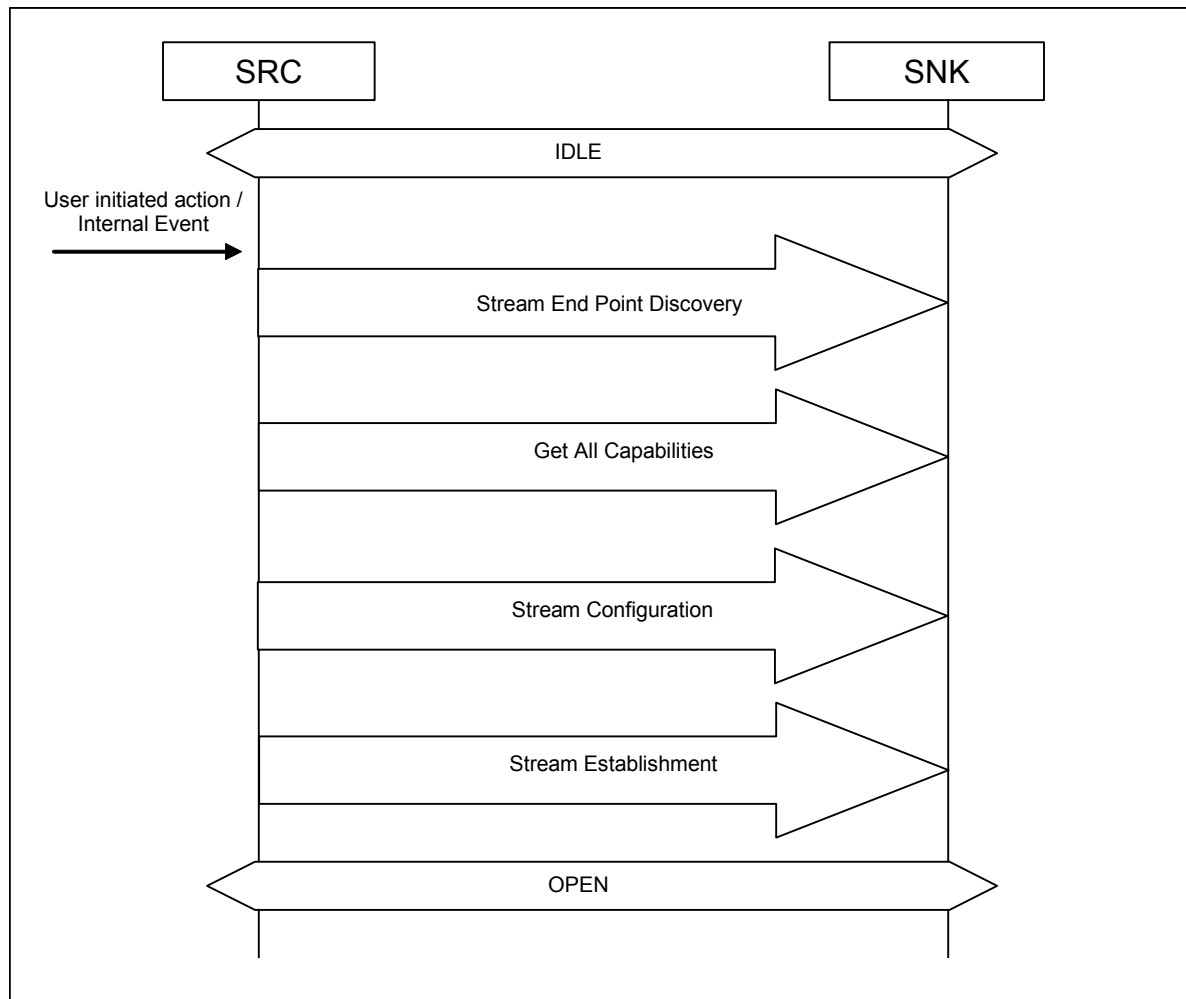 SRC
SNK
IDLE
User initiated action /
Internal Event
Stream End Point Discovery
Get All Capabilities
Stream Configuration
Stream Establishment
OPEN